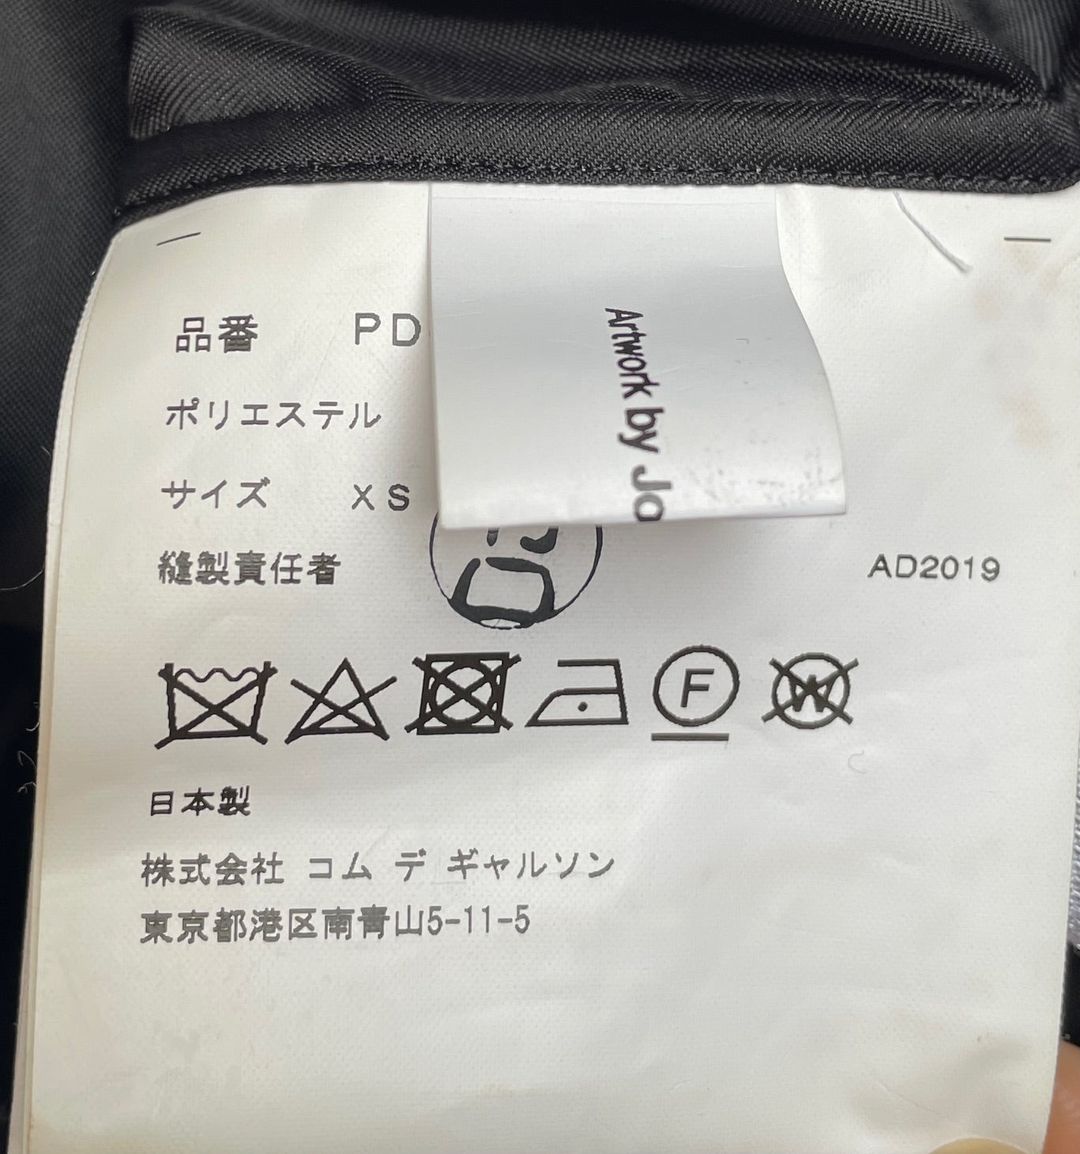 品番 PD
ポリエステル
サイズ XS
Artwork by Jo
縫製責任者
AD2019
F
W
日本製
株式会社 コム デ ギャルソン
東京都港区南青山5-11-5